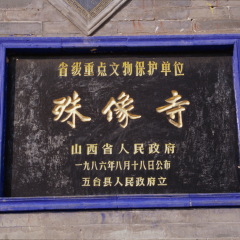 省级重点文物保护单位
殊像寺
山西省人民政府
一九八六年八月十八日公布
五台县人民政府立